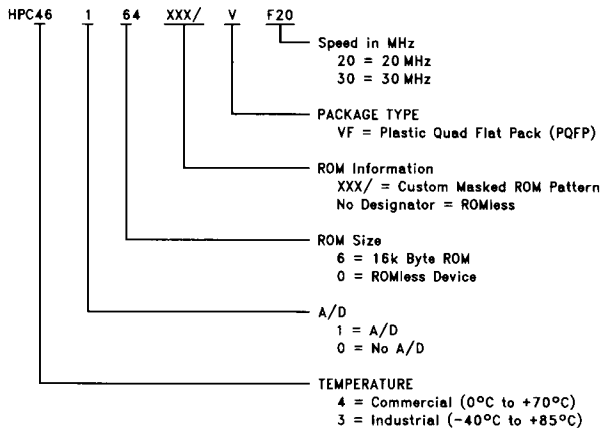 HPC46 1 64 XXX/ V F20
Speed in MHz
20 = 20 MHz
30 = 30 MHz
PACKAGE TYPE
VF = Plastic Quad Flat Pack (PQFP)
ROM Information
XXX/ = Custom Masked ROM Pattern
No Designator = ROMless
ROM Size
6 = 16k Byte ROM
0 = ROMless Device
A/D
1 = A/D
0 = No A/D
TEMPERATURE
4 = Commercial (0°C to +70°C)
3 = Industrial (−40°C to +85°C)